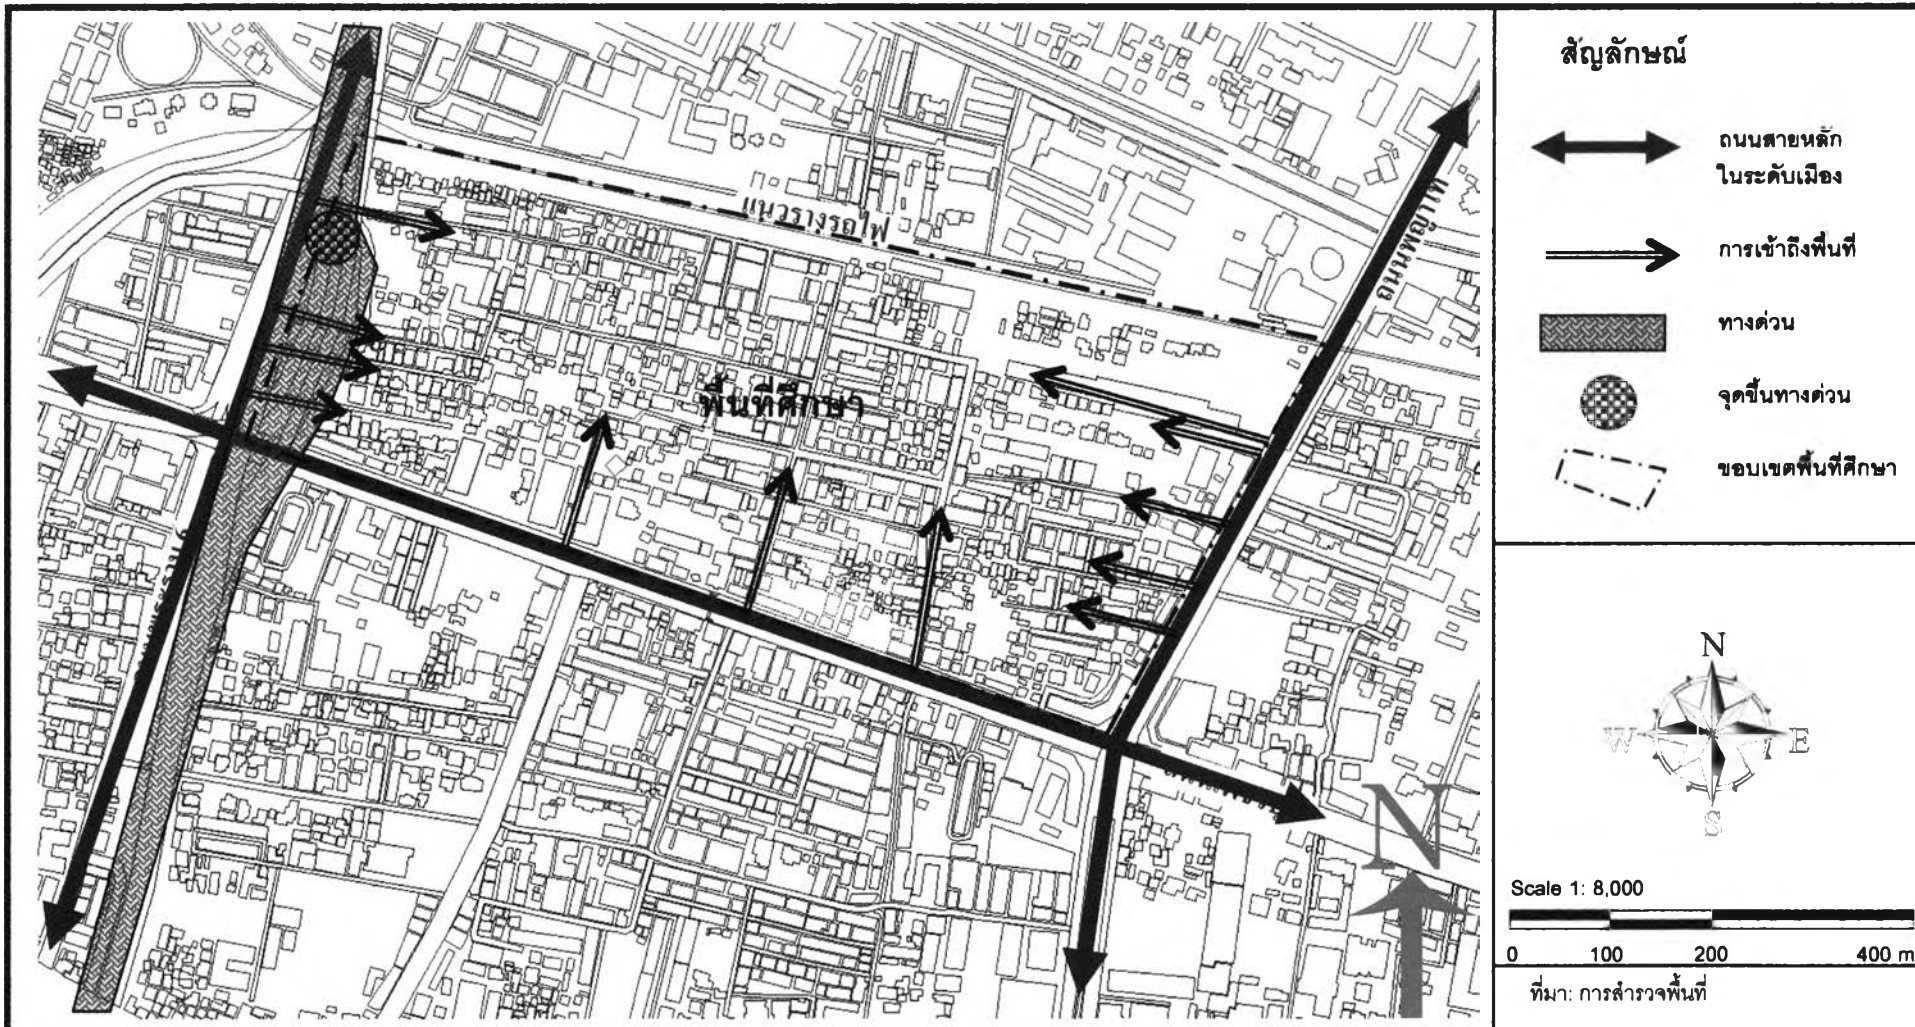 แนวรางรถไฟ
พื้นที่ศึกษา
N
สัญลักษณ์
ถนนสายหลัก
ในระดับเมือง
การเข้าถึงพื้นที่
ทางด่วน
จุดขึ้นทางด่วน
ขอบเขตพื้นที่ศึกษา
N
W
E
S
Scale 1: 8,000
0 100 200 400 m
ที่มา: การสำรวจพื้นที่